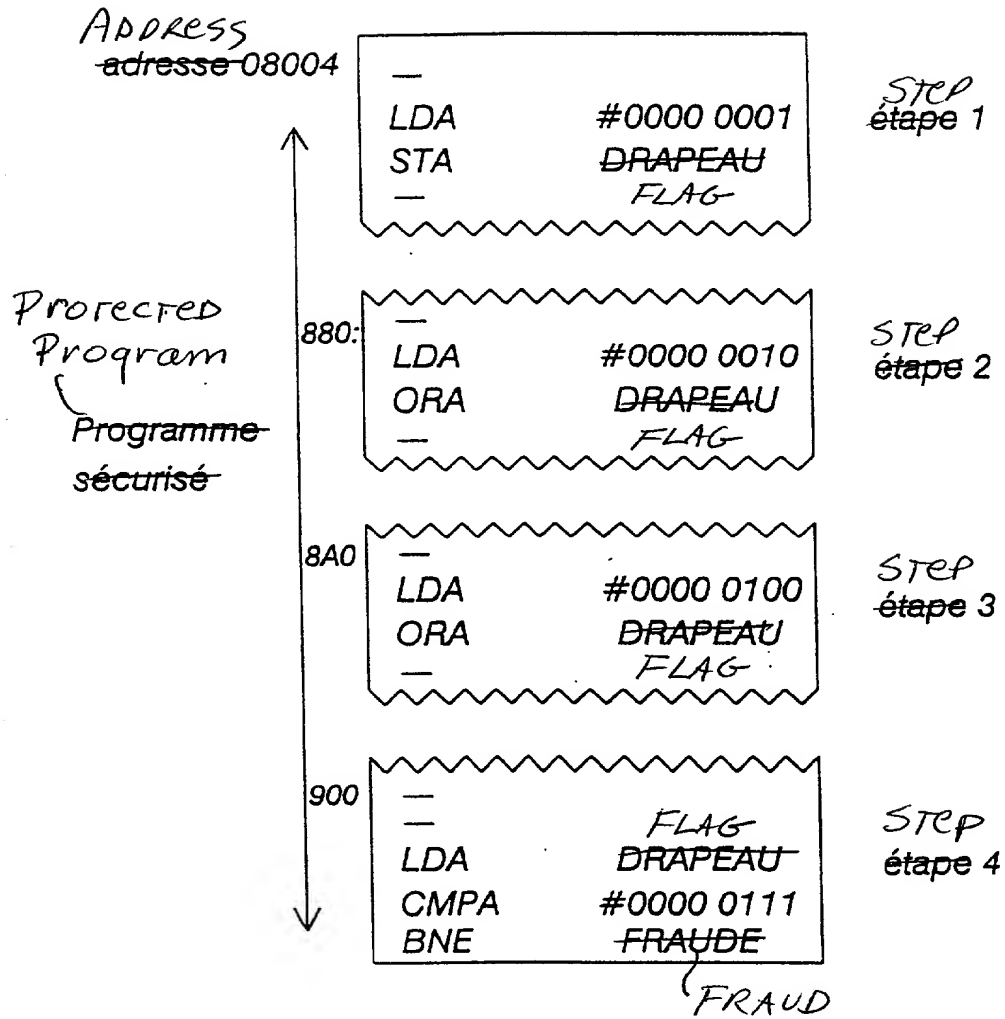 ADDRESS
adresse 08004
—
LDA #0000 0001
STA DRAPEAU
— FLAG
STEP
étape 1
Protected
Program
Programme
sécurisé
880:
—
LDA #0000 0010
ORA DRAPEAU
— FLAG
STEP
étape 2
8A0
—
LDA #0000 0100
ORA DRAPEAU
— FLAG
STEP
étape 3
900
—
— FLAG
LDA DRAPEAU
CMPA #0000 0111
BNE FRAUDE
STEP
étape 4
FRAUD